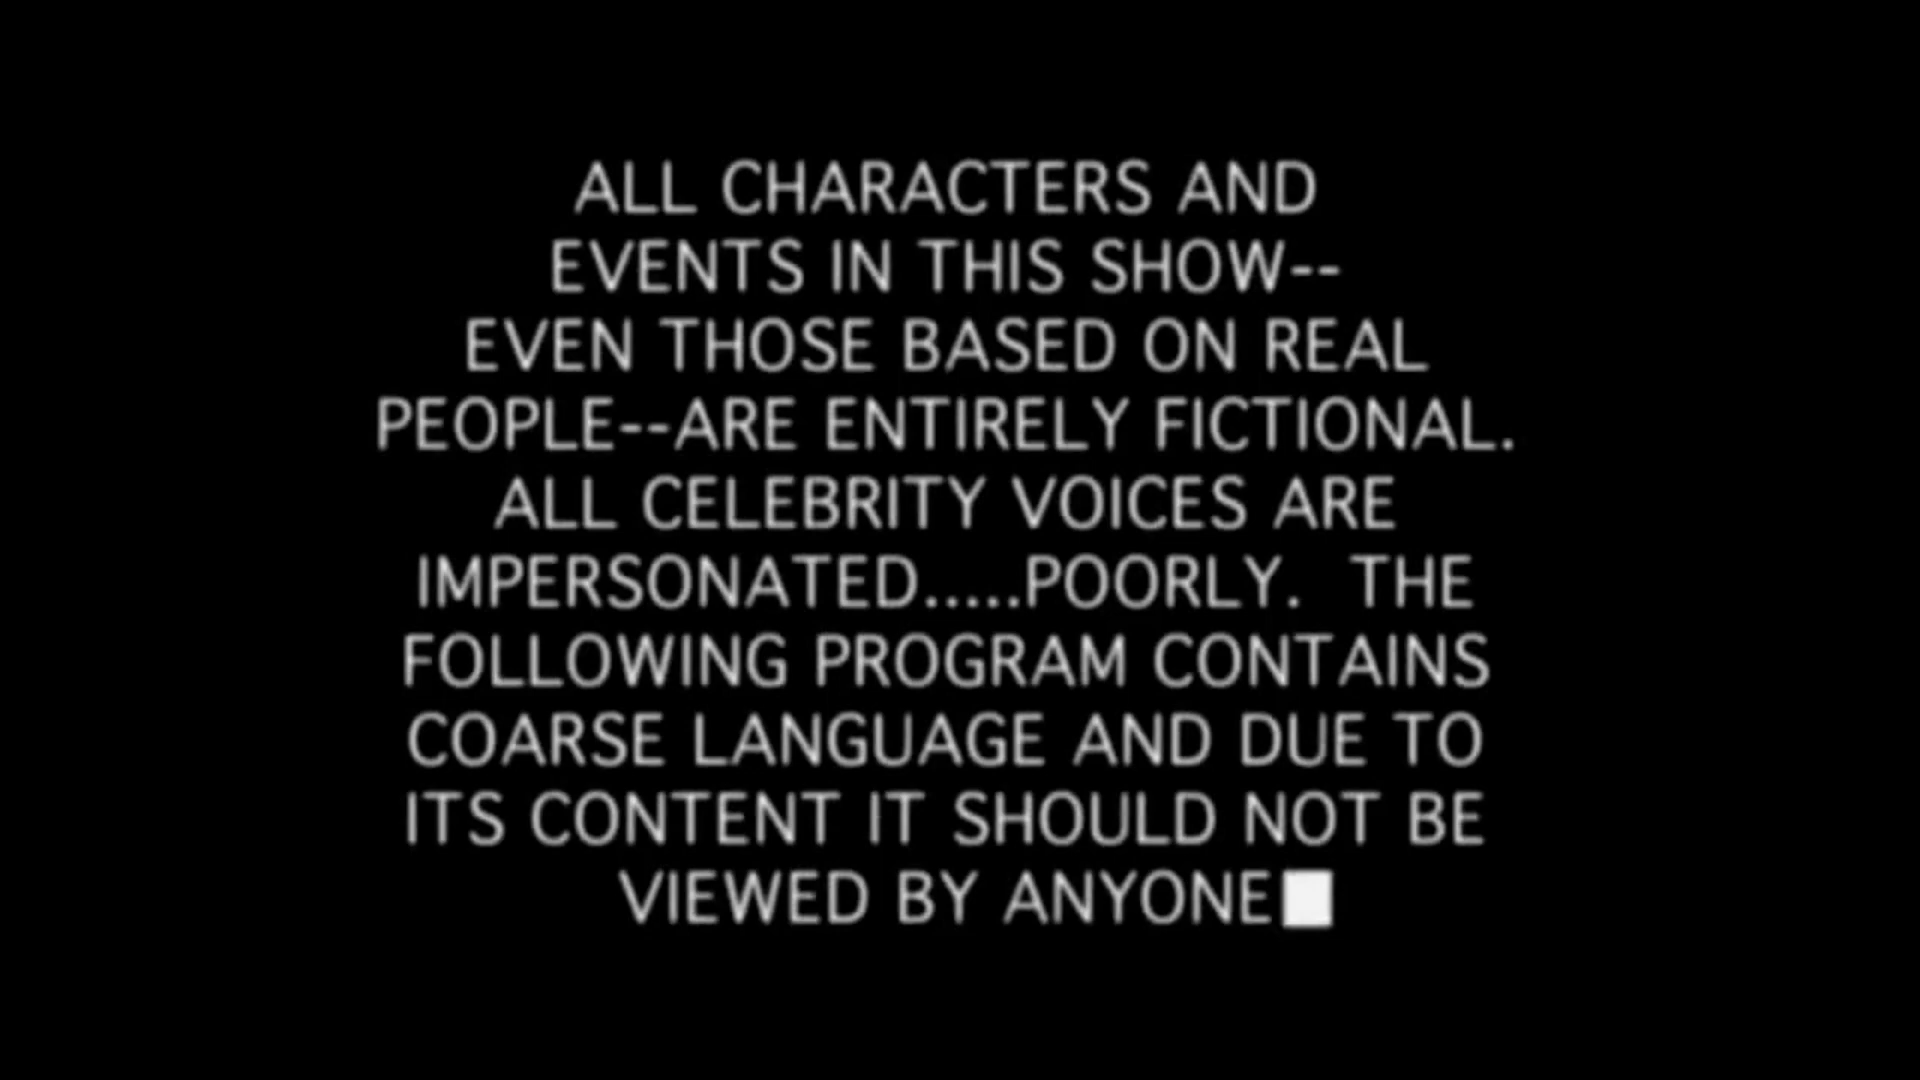 ALL CHARACTERS AND
EVENTS IN THIS SHOW--
EVEN THOSE BASED ON REAL
PEOPLE--ARE ENTIRELY FICTIONAL.
ALL CELEBRITY VOICES ARE
IMPERSONATED.....POORLY.  THE
FOLLOWING PROGRAM CONTAINS
COARSE LANGUAGE AND DUE TO
ITS CONTENT IT SHOULD NOT BE
VIEWED BY ANYONE■